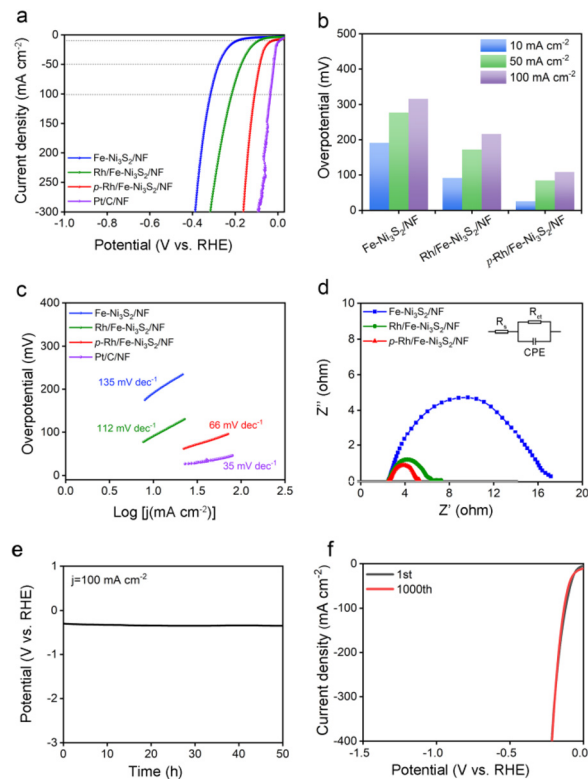 a
Current density (mA cm⁻²)
0
-50
-100
-150
-200
-250
-300
Fe-Ni₃S₂/NF
Rh/Fe-Ni₃S₂/NF
p-Rh/Fe-Ni₃S₂/NF
Pt/C/NF
-1.0 -0.8 -0.6 -0.4 -0.2 0.0
Potential (V vs. RHE)
b
Overpotential (mV)
500
400
300
200
100
0
10 mA cm⁻²
50 mA cm⁻²
100 mA cm⁻²
Fe-Ni₃S₂/NF
Rh/Fe-Ni₃S₂/NF
p-Rh/Fe-Ni₃S₂/NF
c
Overpotential (mV)
400
300
200
100
0
Fe-Ni₃S₂/NF
Rh/Fe-Ni₃S₂/NF
p-Rh/Fe-Ni₃S₂/NF
Pt/C/NF
135 mV dec⁻¹
112 mV dec⁻¹
66 mV dec⁻¹
35 mV dec⁻¹
0.0 0.5 1.0 1.5 2.0 2.5
Log [j(mA cm⁻²)]
d
Z'' (ohm)
10
8
6
4
2
0
Fe-Ni₃S₂/NF
Rh/Fe-Ni₃S₂/NF
p-Rh/Fe-Ni₃S₂/NF
Rₛ
R꜀ₜ
CPE
0 4 8 12 16 20
Z' (ohm)
e
Potential (V vs. RHE)
1
0
-1
-2
-3
j=100 mA cm⁻²
0 10 20 30 40 50
Time (h)
f
Current density (mA cm⁻²)
0
-100
-200
-300
-400
1st
1000th
-1.5 -1.0 -0.5 0.0
Potential (V vs. RHE)